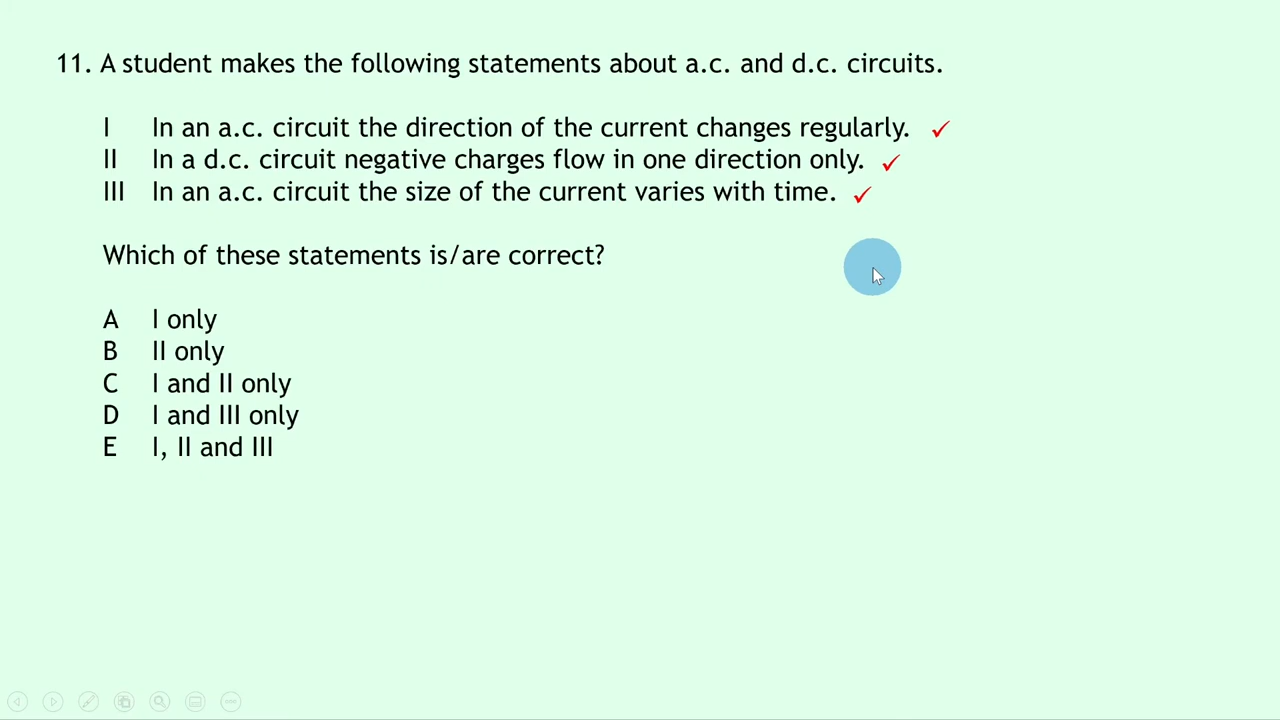 11. A student makes the following statements about a.c. and d.c. circuits.
I In an a.c. circuit the direction of the current changes regularly. ✓
II In a d.c. circuit negative charges flow in one direction only. ✓
III In an a.c. circuit the size of the current varies with time. ✓
Which of these statements is/are correct?
A I only
B II only
C I and II only
D I and III only
E I, II and III